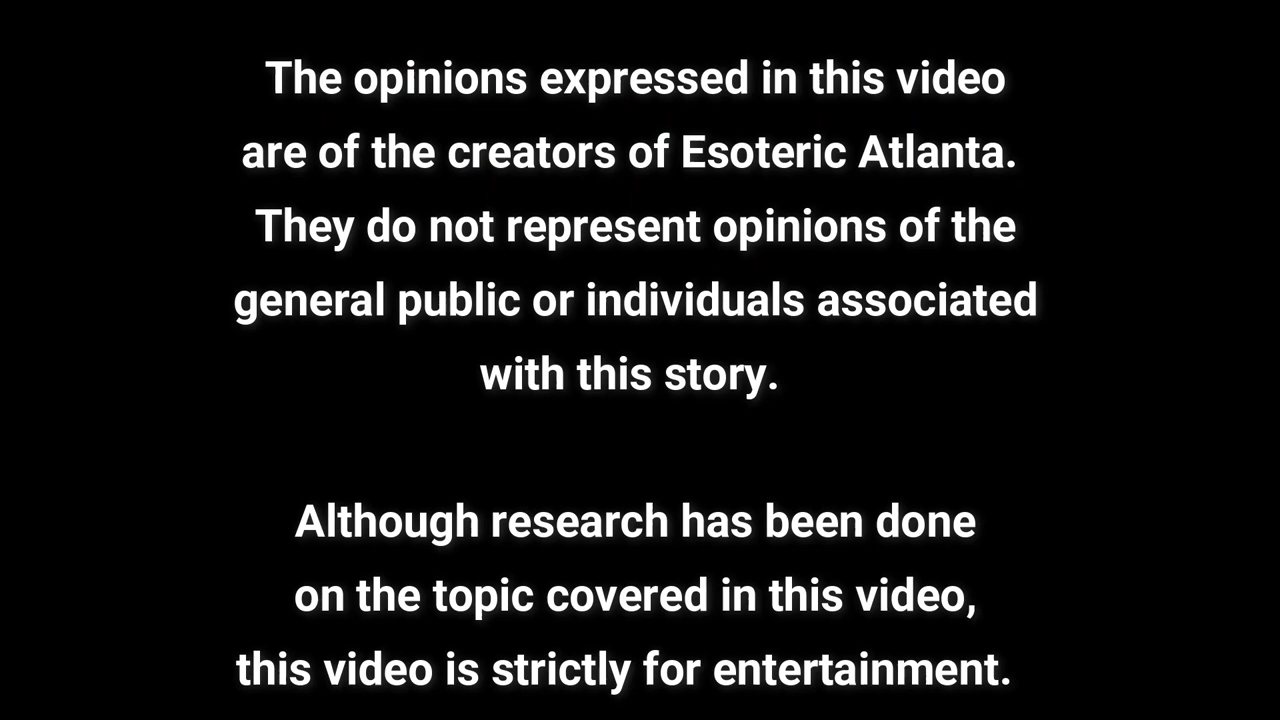 The opinions expressed in this video
are of the creators of Esoteric Atlanta.
They do not represent opinions of the
general public or individuals associated
with this story.
Although research has been done
on the topic covered in this video,
this video is strictly for entertainment.